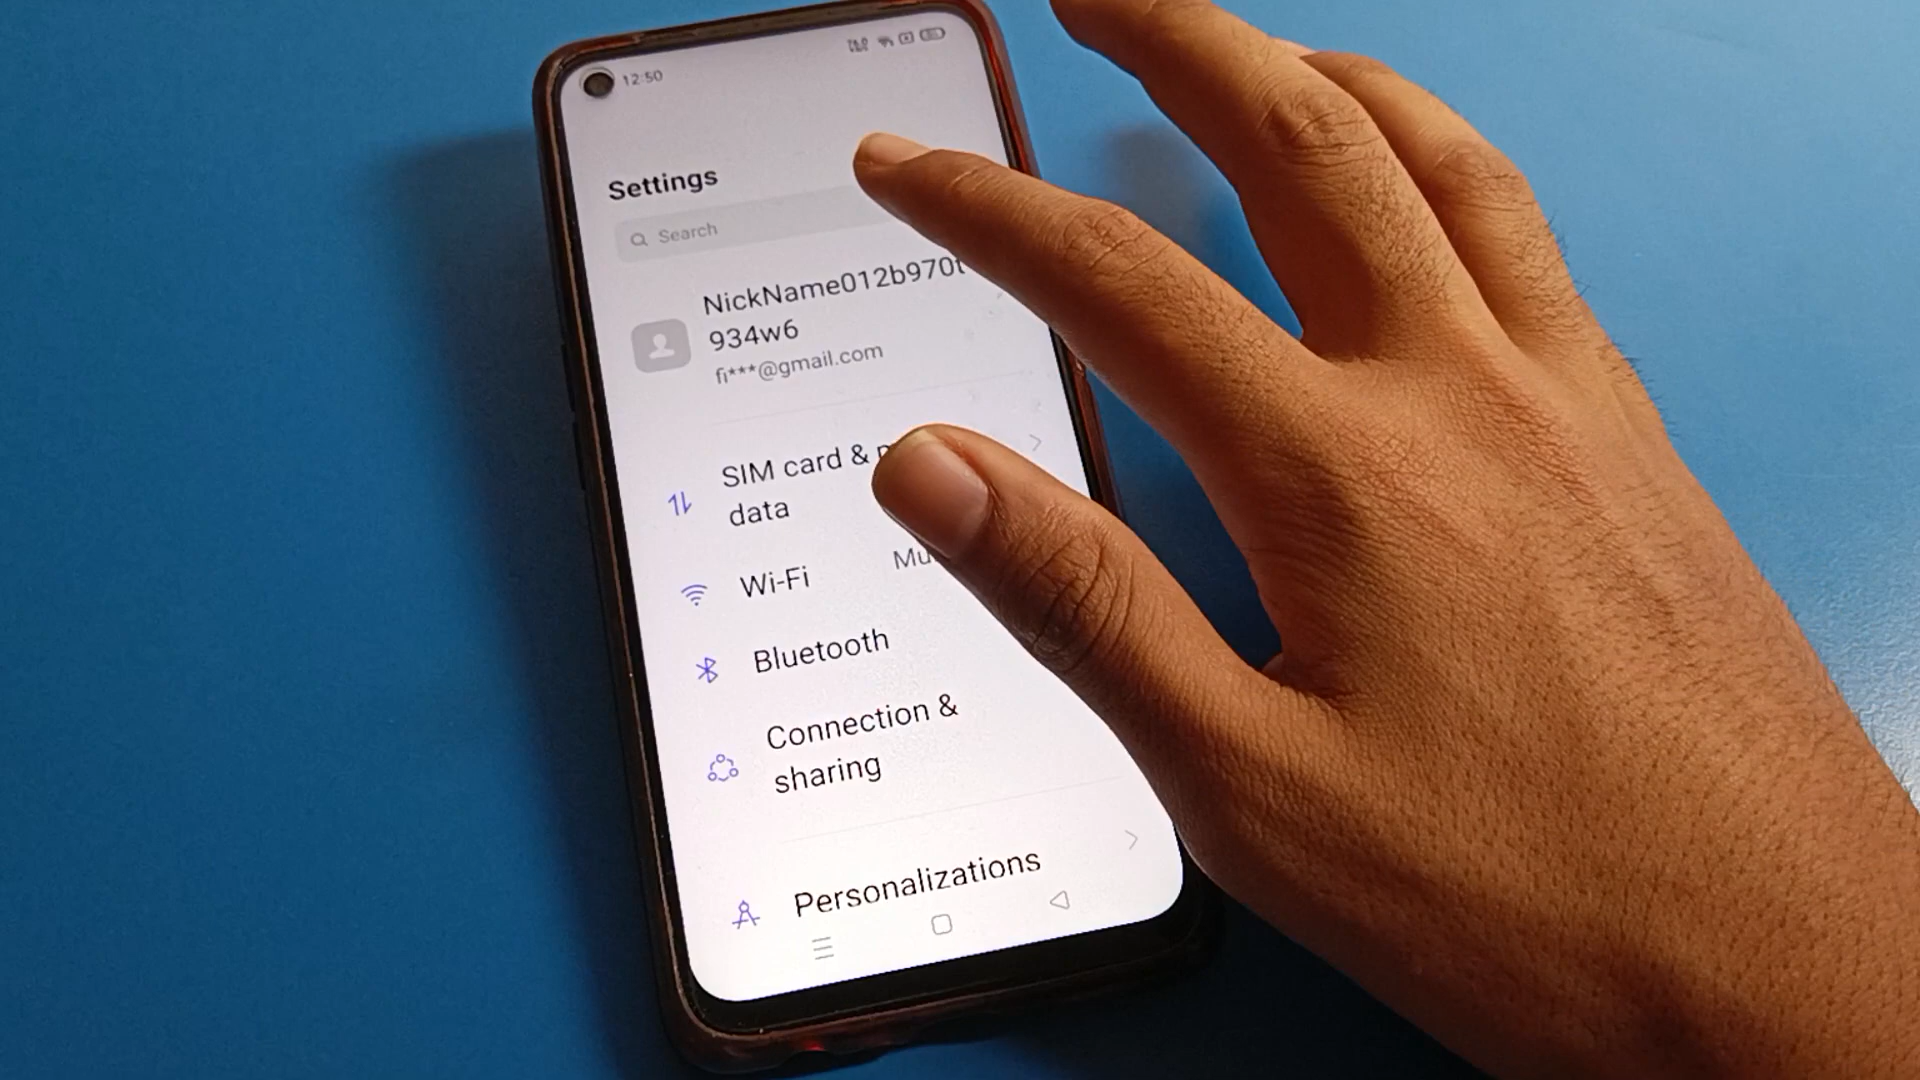 12:50
Settings
Search
NickName012b970t
934w6
fi***@gmail.com
SIM card &
data
Wi-Fi
Bluetooth
Connection &
sharing
Personalizations